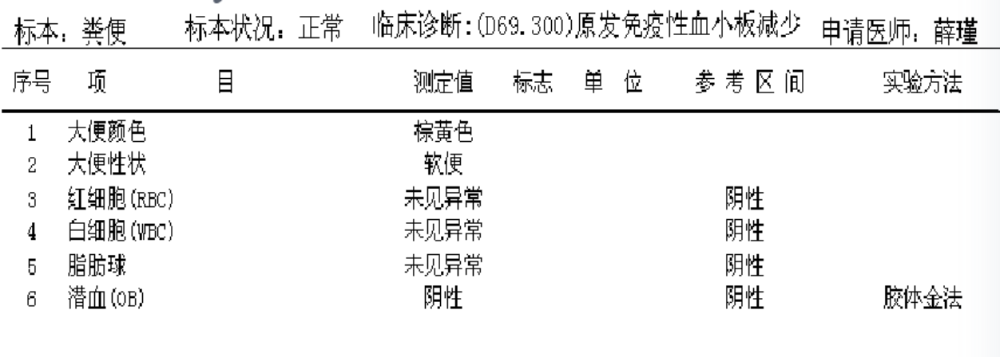 标本：粪便 标本状况：正常 临床诊断:(D69.300)原发免疫性血小板减少 申请医师：薛瑾
序号 项 目 测定值 标志 单 位 参 考 区 间 实验方法
1 大便颜色 棕黄色
2 大便性状 软便
3 红细胞(RBC) 未见异常 阴性
4 白细胞(WBC) 未见异常 阴性
5 脂肪球 未见异常 阴性
6 潜血(OB) 阴性 阴性 胶体金法